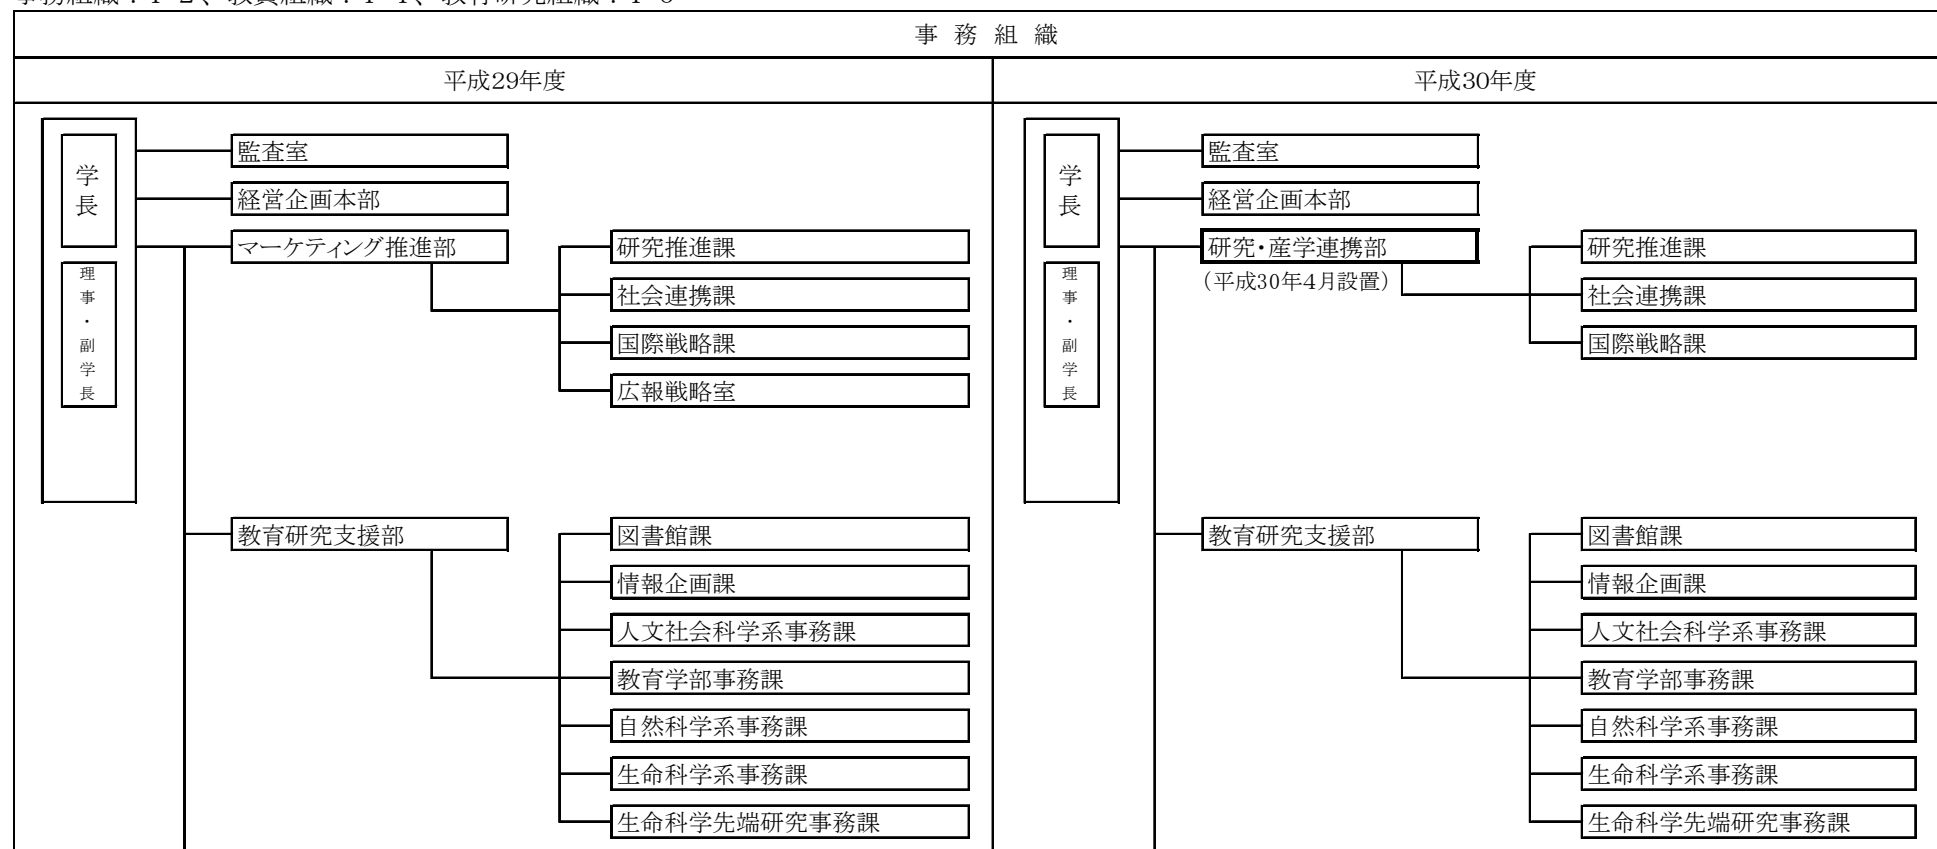 事務組織
平成29年度
平成30年度
学長
理事・副学長
監査室
経営企画本部
マーケティング推進部
研究推進課
社会連携課
国際戦略課
広報戦略室
教育研究支援部
図書館課
情報企画課
人文社会科学系事務課
教育学部事務課
自然科学系事務課
生命科学系事務課
生命科学先端研究事務課
学長
理事・副学長
監査室
経営企画本部
研究・産学連携部
(平成30年4月設置)
研究推進課
社会連携課
国際戦略課
教育研究支援部
図書館課
情報企画課
人文社会科学系事務課
教育学部事務課
自然科学系事務課
生命科学系事務課
生命科学先端研究事務課